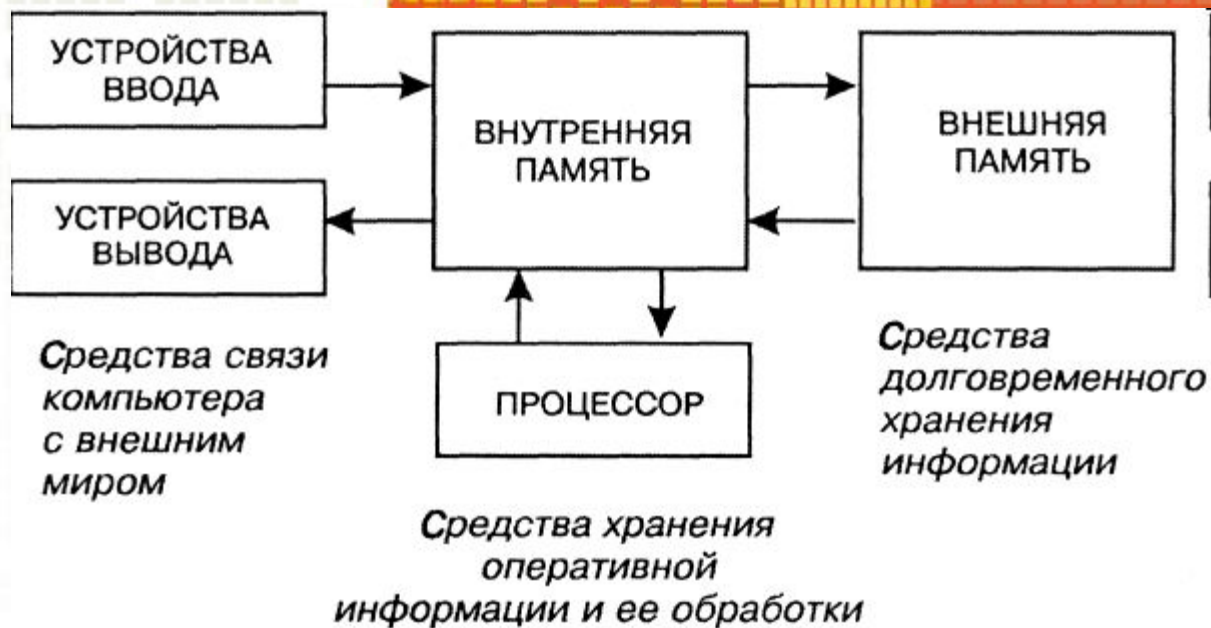 УСТРОЙСТВА
ВВОДА
УСТРОЙСТВА
ВЫВОДА
ВНУТРЕННЯЯ
ПАМЯТЬ
ВНЕШНЯЯ
ПАМЯТЬ
ПРОЦЕССОР
Средства связи
компьютера
с внешним
миром
Средства хранения
оперативной
информации и ее обработки
Средства
долговременного
хранения
информации